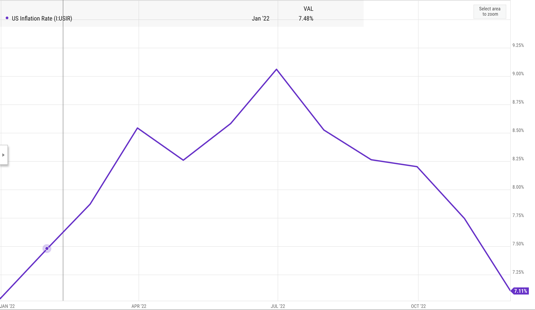 VAL
US Inflation Rate (I:USIR) Jan '22 7.48%
Select area
to zoom
9.25%
9.00%
8.75%
8.50%
8.25%
8.00%
7.75%
7.50%
7.25%
7.11%
JAN '22 APR '22 JUL '22 OCT '22